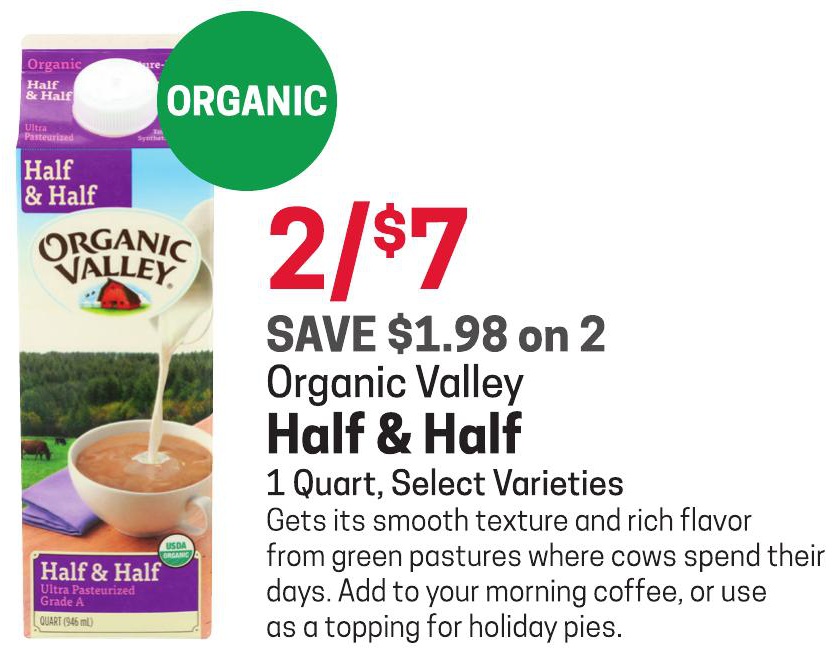 Organic
Half
& Half
Ultra
Pasteurized
ORGANIC
Half
& Half
ORGANIC
VALLEY®
USDA
ORGANIC
Half & Half
Ultra Pasteurized
Grade A
QUART (946 mL)
2/$7
SAVE $1.98 on 2
Organic Valley
Half & Half
1 Quart, Select Varieties
Gets its smooth texture and rich flavor
from green pastures where cows spend their
days. Add to your morning coffee, or use
as a topping for holiday pies.